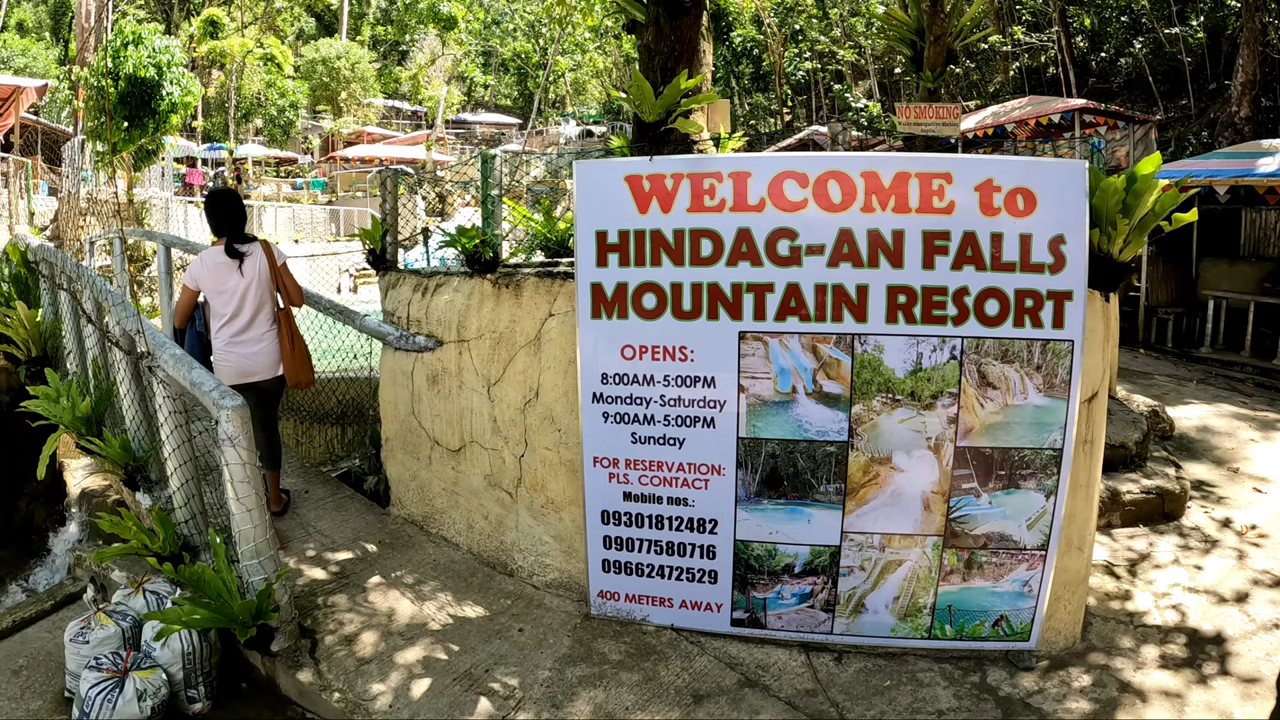 NO SMOKING
WELCOME to
HINDAG-AN FALLS
MOUNTAIN RESORT
OPENS:
8:00AM-5:00PM
Monday-Saturday
9:00AM-5:00PM
Sunday
FOR RESERVATION:
PLS. CONTACT
Mobile nos.:
09301812482
09077580716
09662472529
400 METERS AWAY